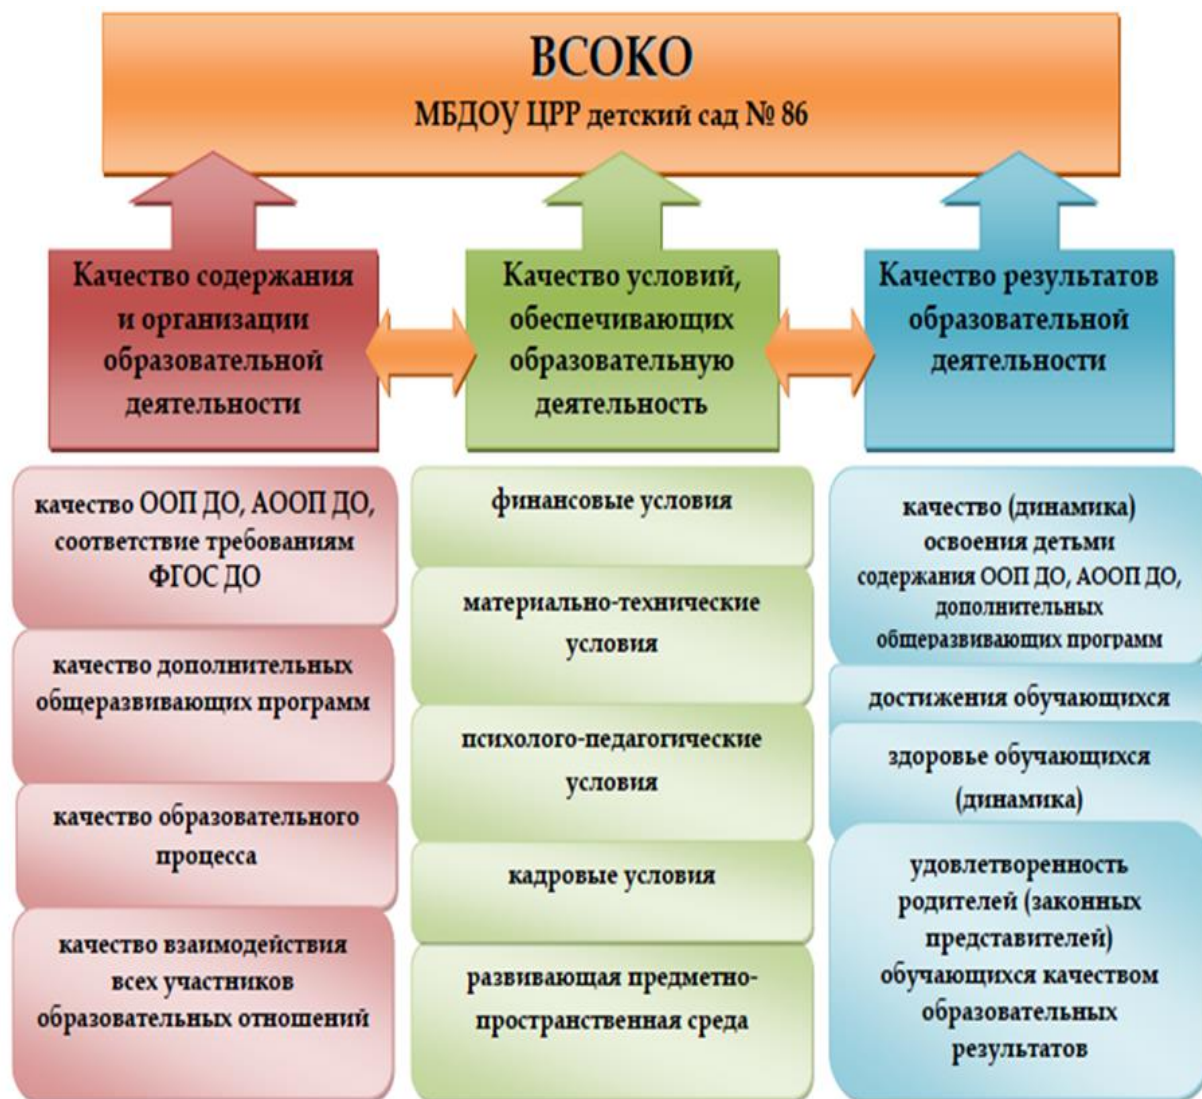 ВСОКО
МБДОУ ЦРР детский сад № 86
Качество содержания
и организации
образовательной
деятельности
Качество условий,
обеспечивающих
образовательную
деятельность
Качество результатов
образовательной
деятельности
качество ООП ДО, АООП ДО,
соответствие требованиям
ФГОС ДО
качество дополнительных
общеразвивающих программ
качество образовательного
процесса
качество взаимодействия
всех участников
образовательных отношений
финансовые условия
материально-технические
условия
психолого-педагогические
условия
кадровые условия
развивающая предметно-
пространственная среда
качество (динамика)
освоения детьми
содержания ООП ДО, АООП ДО,
дополнительных
общеразвивающих программ
достижения обучающихся
здоровье обучающихся
(динамика)
удовлетворенность
родителей (законных
представителей)
обучающихся качеством
образовательных
результатов